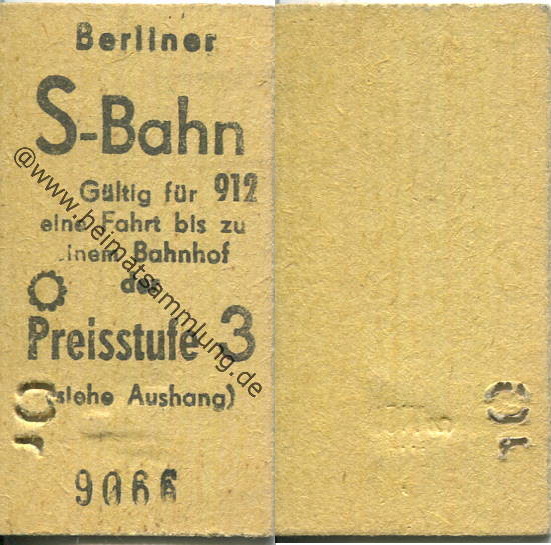 Berliner
S-Bahn
Gültig für 912
eine Fahrt bis zu
einem Bahnhof
der
Preisstufe 3
(siehe Aushang)
9066
@www.heimatsammlung.de